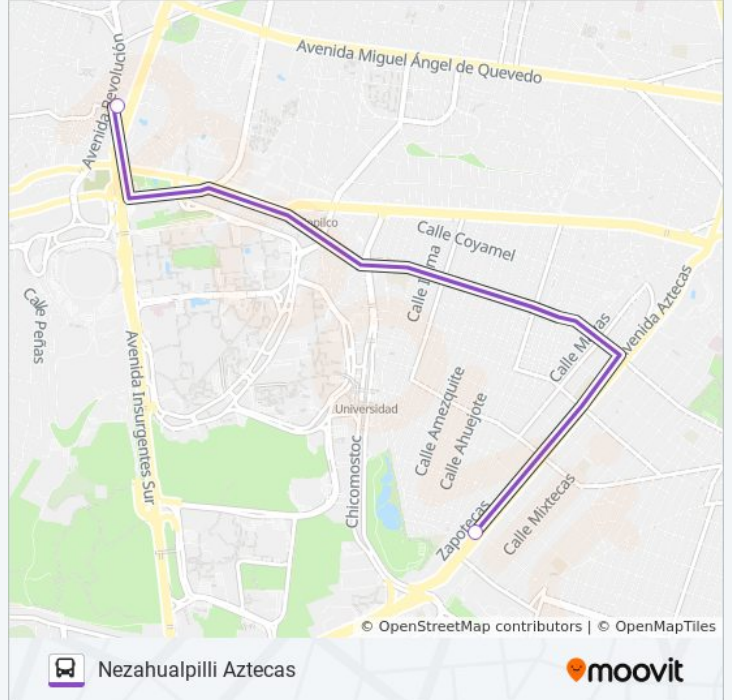 Avenida Miguel Ángel de Quevedo
Avenida Revolución
Calle Coyamel
Calle Peñas
Avenida Aztecas
Avenida Insurgentes Sur
Calle Amezquite
Universidad
Calle Ahuejote
Chicomostoc
Zapotecas
Calle Mixtecas
© OpenStreetMap contributors | © OpenMapTiles
Nezahualpilli Aztecas
moovit